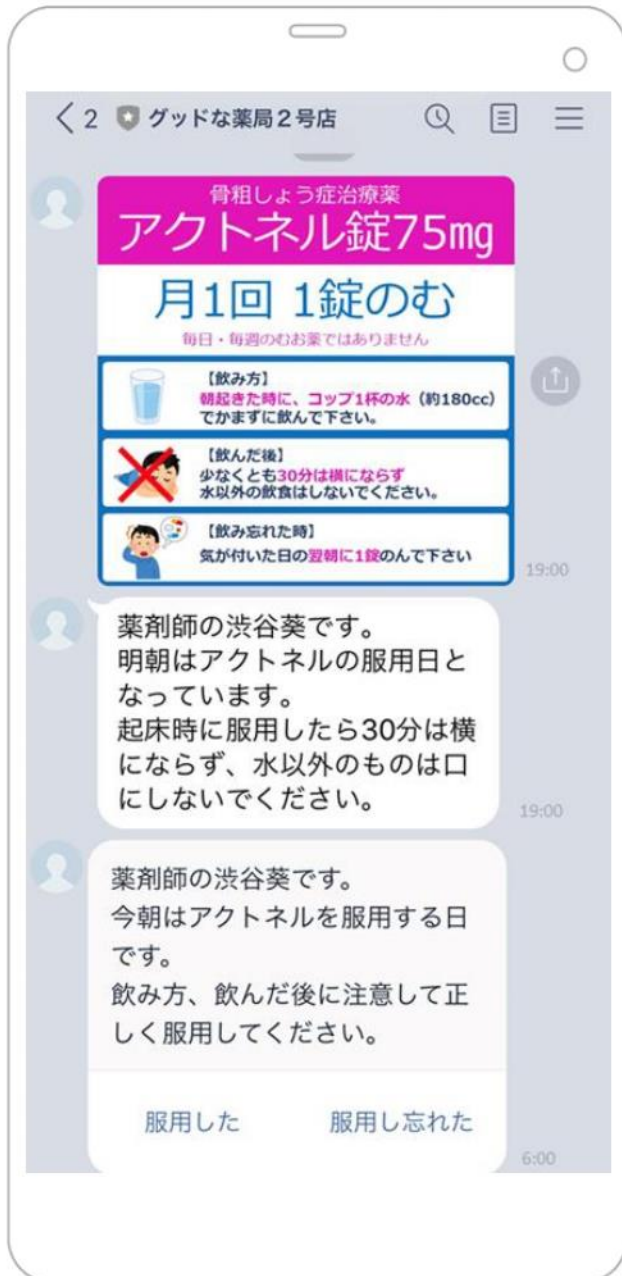 2 グッドな薬局2号店
骨粗しょう症治療薬
アクトネル錠75mg
月1回 1錠のむ
毎日・毎週のむお薬ではありません
【飲み方】
朝起きた時に、コップ1杯の水（約180cc）
でかまずに飲んで下さい。
【飲んだ後】
少なくとも30分は横にならず
水以外の飲食はしないでください。
【飲み忘れた時】
気が付いた日の翌朝に1錠のんで下さい
19:00
薬剤師の渋谷葵です。
明朝はアクトネルの服用日と
なっています。
起床時に服用したら30分は横
にならず、水以外のものは口
にしないでください。
19:00
薬剤師の渋谷葵です。
今朝はアクトネルを服用する日
です。
飲み方、飲んだ後に注意して正
しく服用してください。
服用した 服用し忘れた
6:00